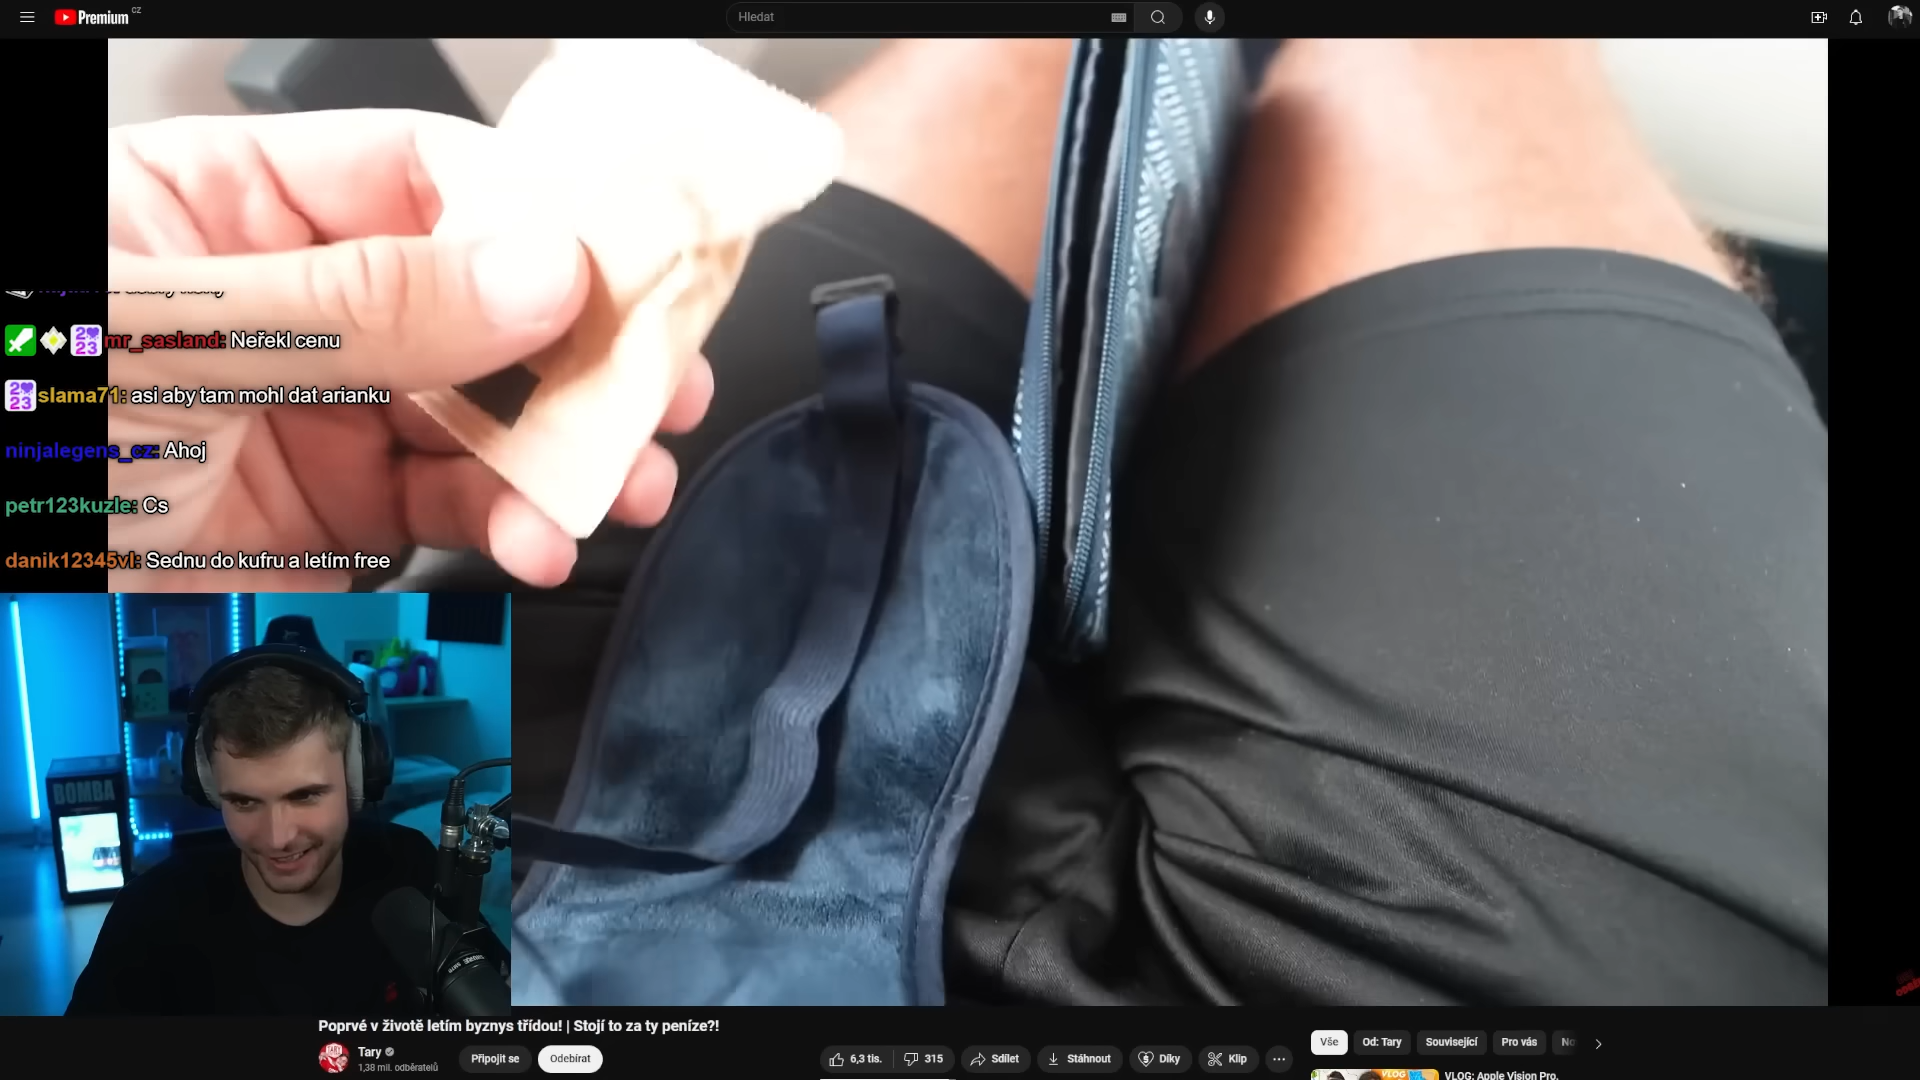 Premium CZ
Hledat
mr_sasland: Neřekl cenu
slama71: asi aby tam mohl dat arianku
ninjalegens_cz: Ahoj
petr123kuzle: Cs
danik12345vl: Sednu do kufru a letím free
BOMBA
Poprvé v životě letím byznys třídou! | Stojí to za ty peníze?!
Tary
1,38 mil. odběratelů
Připojit se
Odebírat
6,3 tis.
315
Sdílet
Stáhnout
Díky
Klip
Vše
Od: Tary
Související
Pro vás
VLOG
VLOG: Apple Vision Pro,